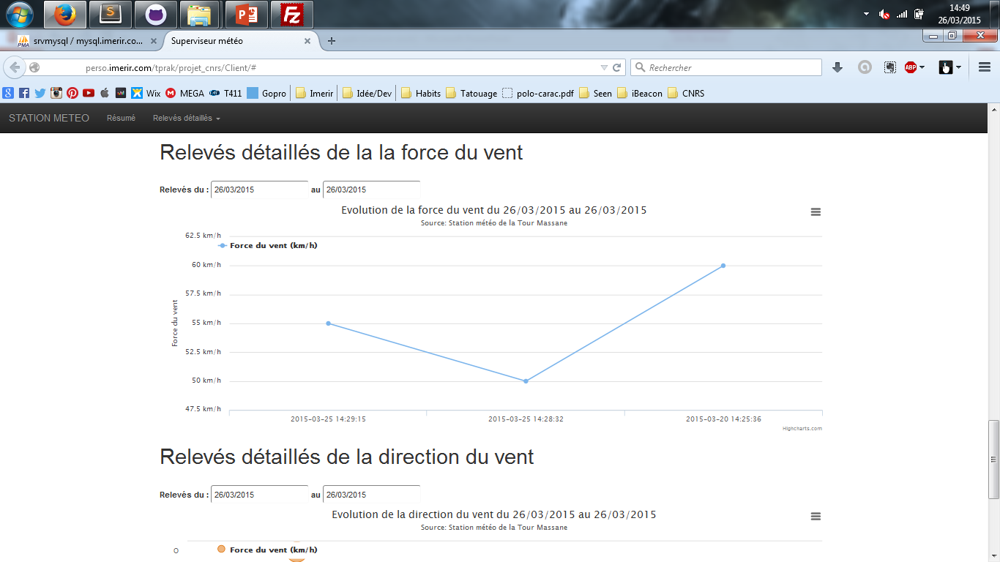 14:49
26/03/2015
PMA
srvmysql / mysql.imerir.co...
Superviseur météo
perso.imerir.com/tprak/projet_cnrs/Client/#
Rechercher
ABP
Wix
MEGA
T411
Gopro
Imerir
Idée/Dev
Habits
Tatouage
polo-carac.pdf
Seen
iBeacon
CNRS
STATION METEO
Résumé
Relevés détaillés
Relevés détaillés de la la force du vent
Relevés du : 26/03/2015 au 26/03/2015
Evolution de la force du vent du 26/03/2015 au 26/03/2015
Source: Station météo de la Tour Massane
62.5 km/h
Force du vent (km/h)
60 km/h
57.5 km/h
55 km/h
52.5 km/h
50 km/h
47.5 km/h
Force du vent
2015-03-25 14:29:15
2015-03-25 14:28:32
2015-03-20 14:25:36
Highcharts.com
Relevés détaillés de la direction du vent
Relevés du : 26/03/2015 au 26/03/2015
Evolution de la direction du vent du 26/03/2015 au 26/03/2015
Source: Station météo de la Tour Massane
O
Force du vent (km/h)